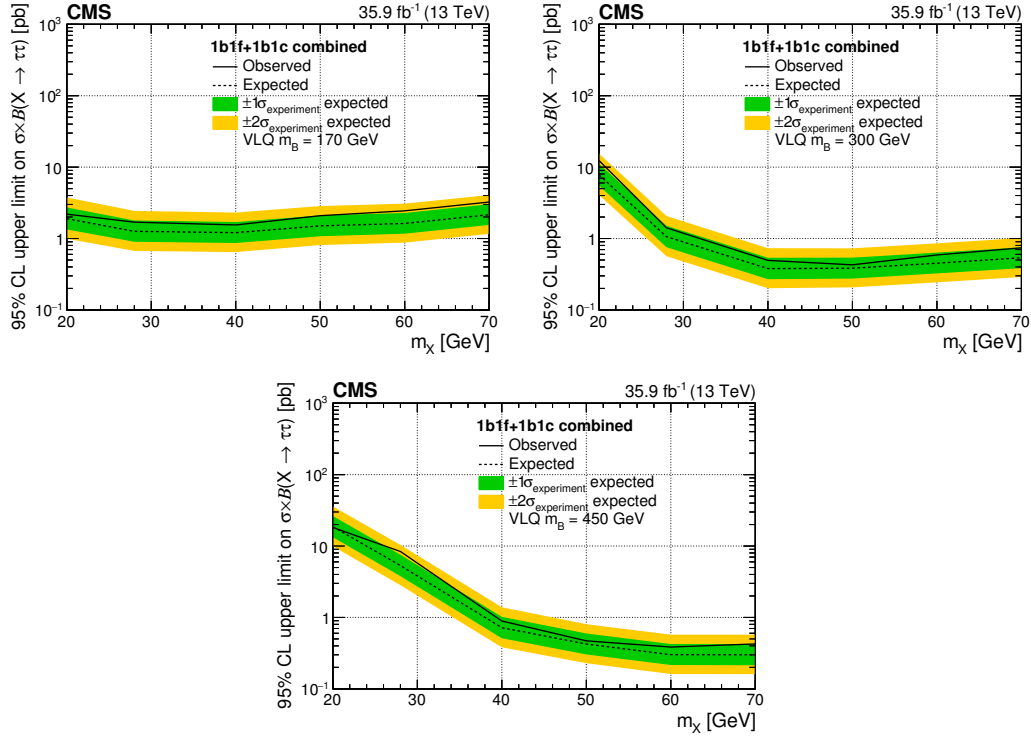 CMS 35.9 fb⁻¹ (13 TeV)
95% CL upper limit on σ×B(X → ττ) [pb]
10³
10²
10
1
10⁻¹
1b1f+1b1c combined
Observed
Expected
±1σexperiment expected
±2σexperiment expected
VLQ m_B = 170 GeV
20 30 40 50 60 70
m_X [GeV]
CMS 35.9 fb⁻¹ (13 TeV)
95% CL upper limit on σ×B(X → ττ) [pb]
10³
10²
10
1
10⁻¹
1b1f+1b1c combined
Observed
Expected
±1σexperiment expected
±2σexperiment expected
VLQ m_B = 300 GeV
20 30 40 50 60 70
m_X [GeV]
CMS 35.9 fb⁻¹ (13 TeV)
95% CL upper limit on σ×B(X → ττ) [pb]
10³
10²
10
1
10⁻¹
1b1f+1b1c combined
Observed
Expected
±1σexperiment expected
±2σexperiment expected
VLQ m_B = 450 GeV
20 30 40 50 60 70
m_X [GeV]